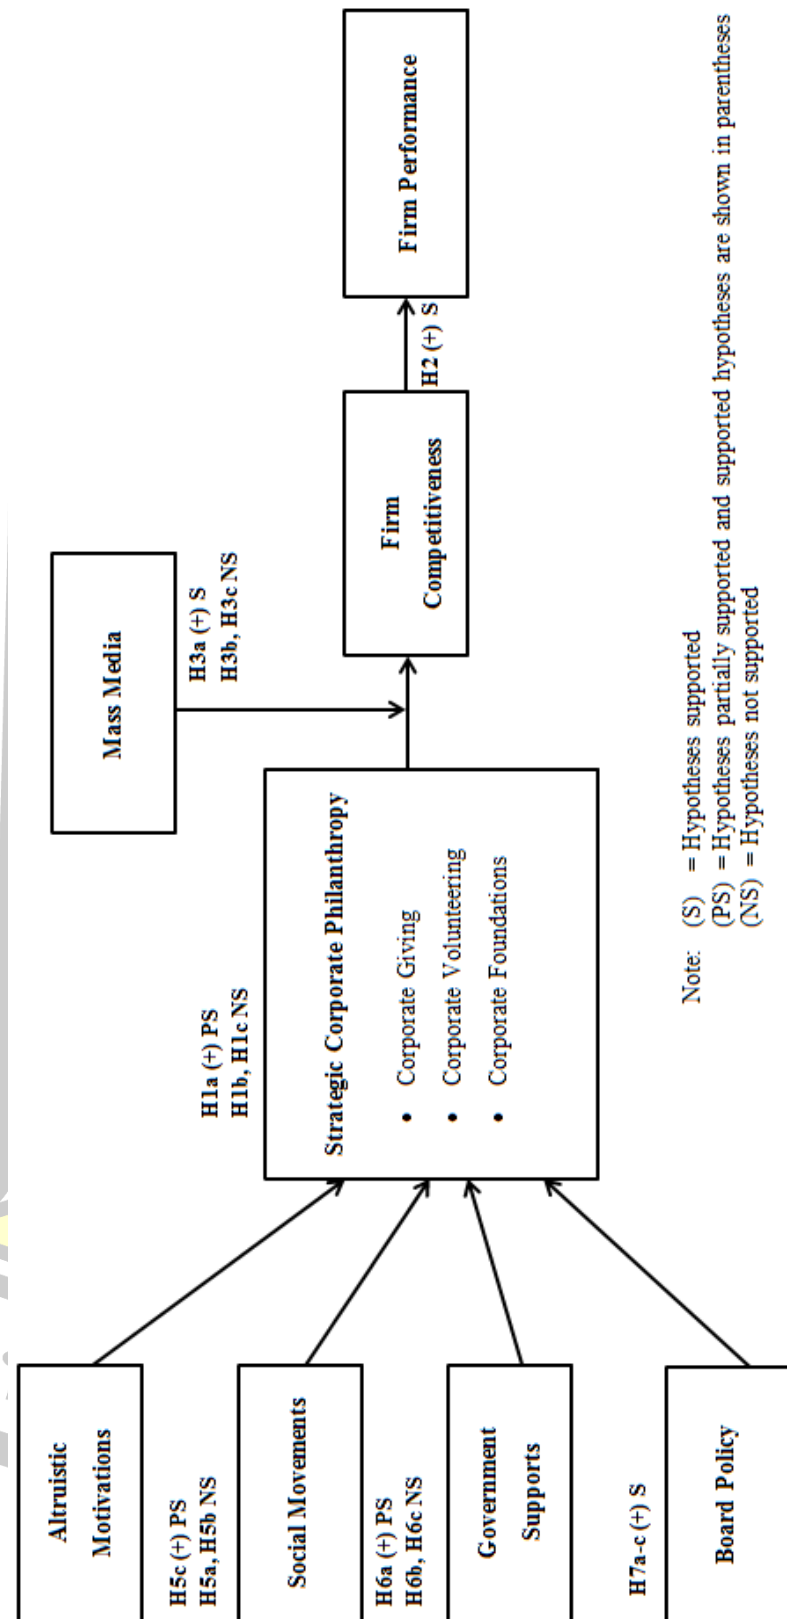 Altruistic
Motivations
H5c (+) PS
H5a, H5b NS
Social Movements
H6a (+) PS
H6b, H6c NS
Government
Supports
H7a-c (+) S
Board Policy
H1a (+) PS
H1b, H1c NS
Strategic Corporate Philanthropy
• Corporate Giving
• Corporate Volunteering
• Corporate Foundations
Mass Media
H3a (+) S
H3b, H3c NS
Firm
Competitiveness
H2 (+) S
Firm Performance
Note: (S) = Hypotheses supported
(PS) = Hypotheses partially supported and supported hypotheses are shown in parentheses
(NS) = Hypotheses not supported